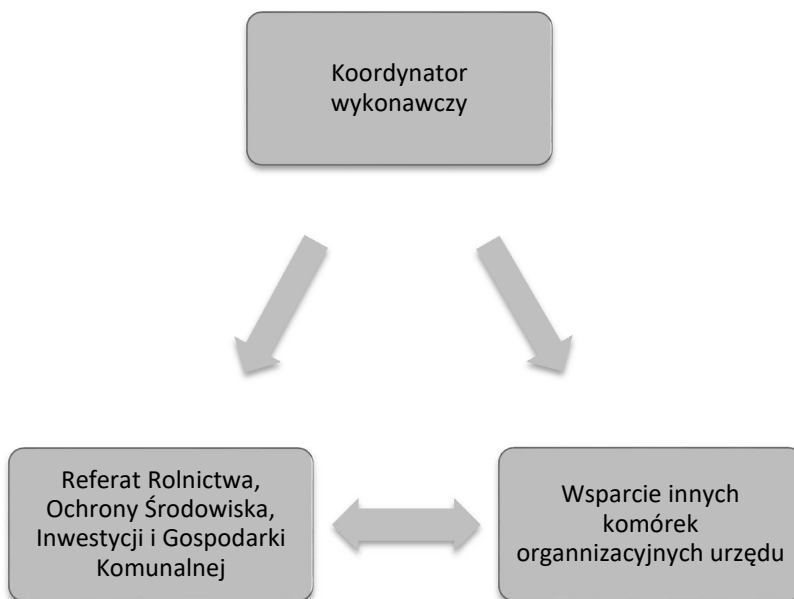 Koordynator
wykonawczy
Referat Rolnictwa,
Ochrony Środowiska,
Inwestycji i Gospodarki
Komunalnej
Wsparcie innych
komórek
organnizacyjnych urzędu